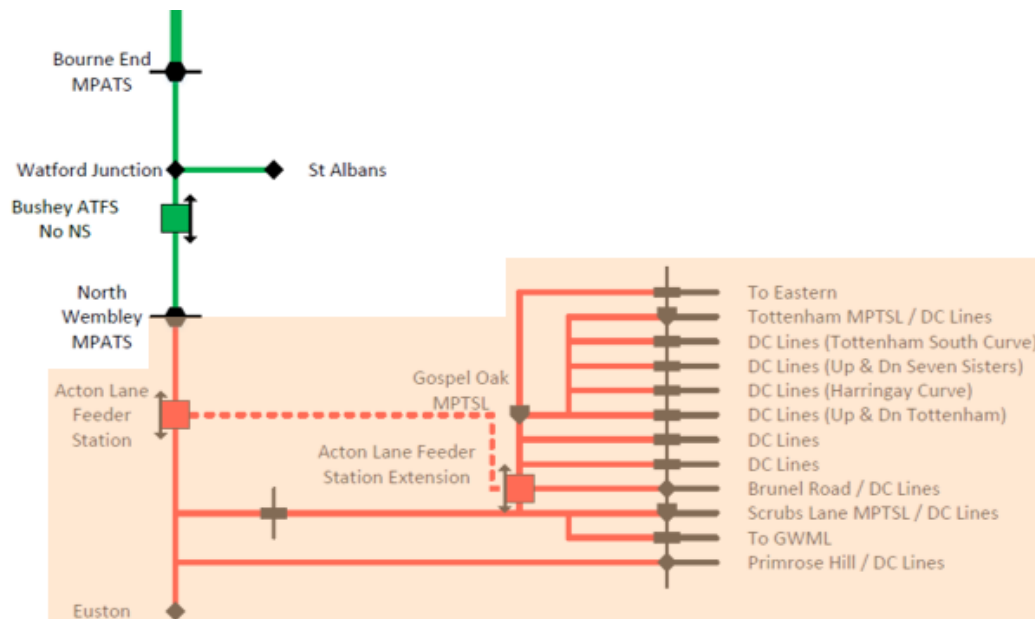 Bourne End
MPATS
Watford Junction
St Albans
Bushey ATFS
No NS
North
Wembley
MPATS
To Eastern
Tottenham MPTSL / DC Lines
DC Lines (Tottenham South Curve)
DC Lines (Up & Dn Seven Sisters)
DC Lines (Harringay Curve)
DC Lines (Up & Dn Tottenham)
DC Lines
DC Lines
Brunel Road / DC Lines
Scrubs Lane MPTSL / DC Lines
To GWML
Primrose Hill / DC Lines
Gospel Oak
MPTSL
Acton Lane
Feeder
Station
Acton Lane Feeder
Station Extension
Euston